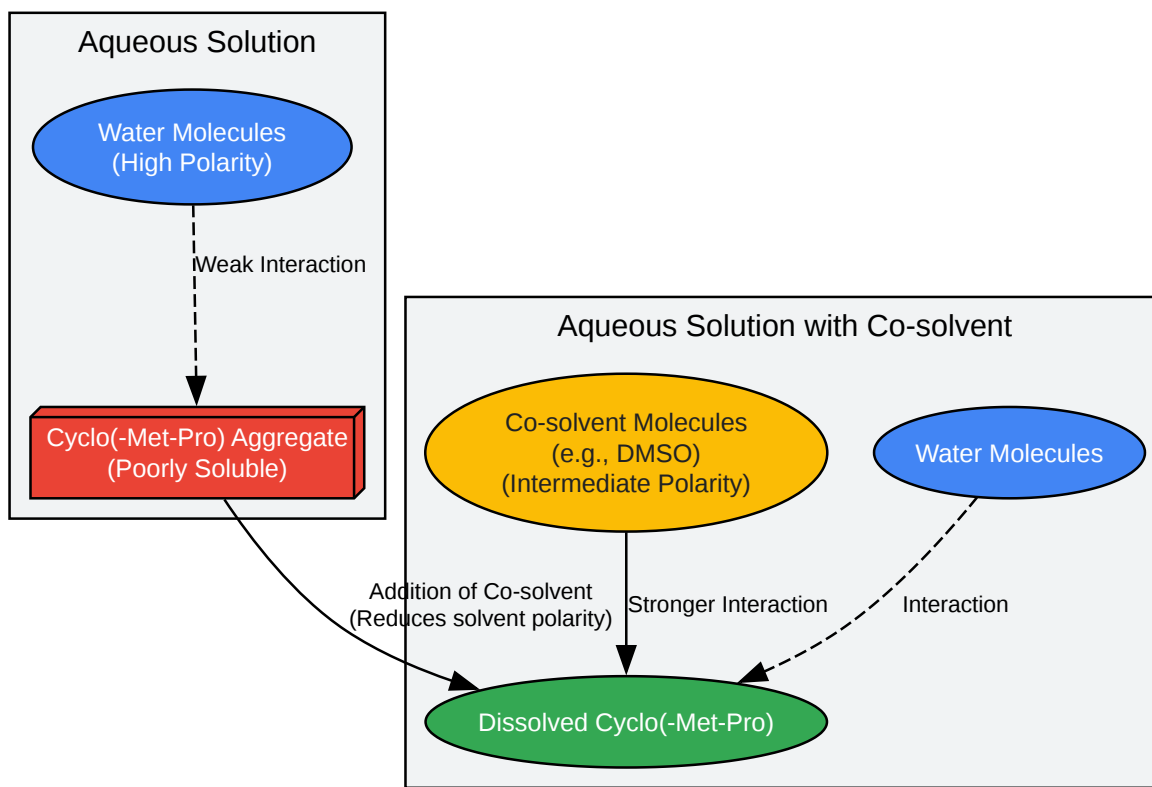 Aqueous Solution
Water Molecules
(High Polarity)
Weak Interaction
Cyclo(-Met-Pro) Aggregate
(Poorly Soluble)
Aqueous Solution with Co-solvent
Co-solvent Molecules
(e.g., DMSO)
(Intermediate Polarity)
Water Molecules
Addition of Co-solvent
(Reduces solvent polarity)
Stronger Interaction
Interaction
Dissolved Cyclo(-Met-Pro)